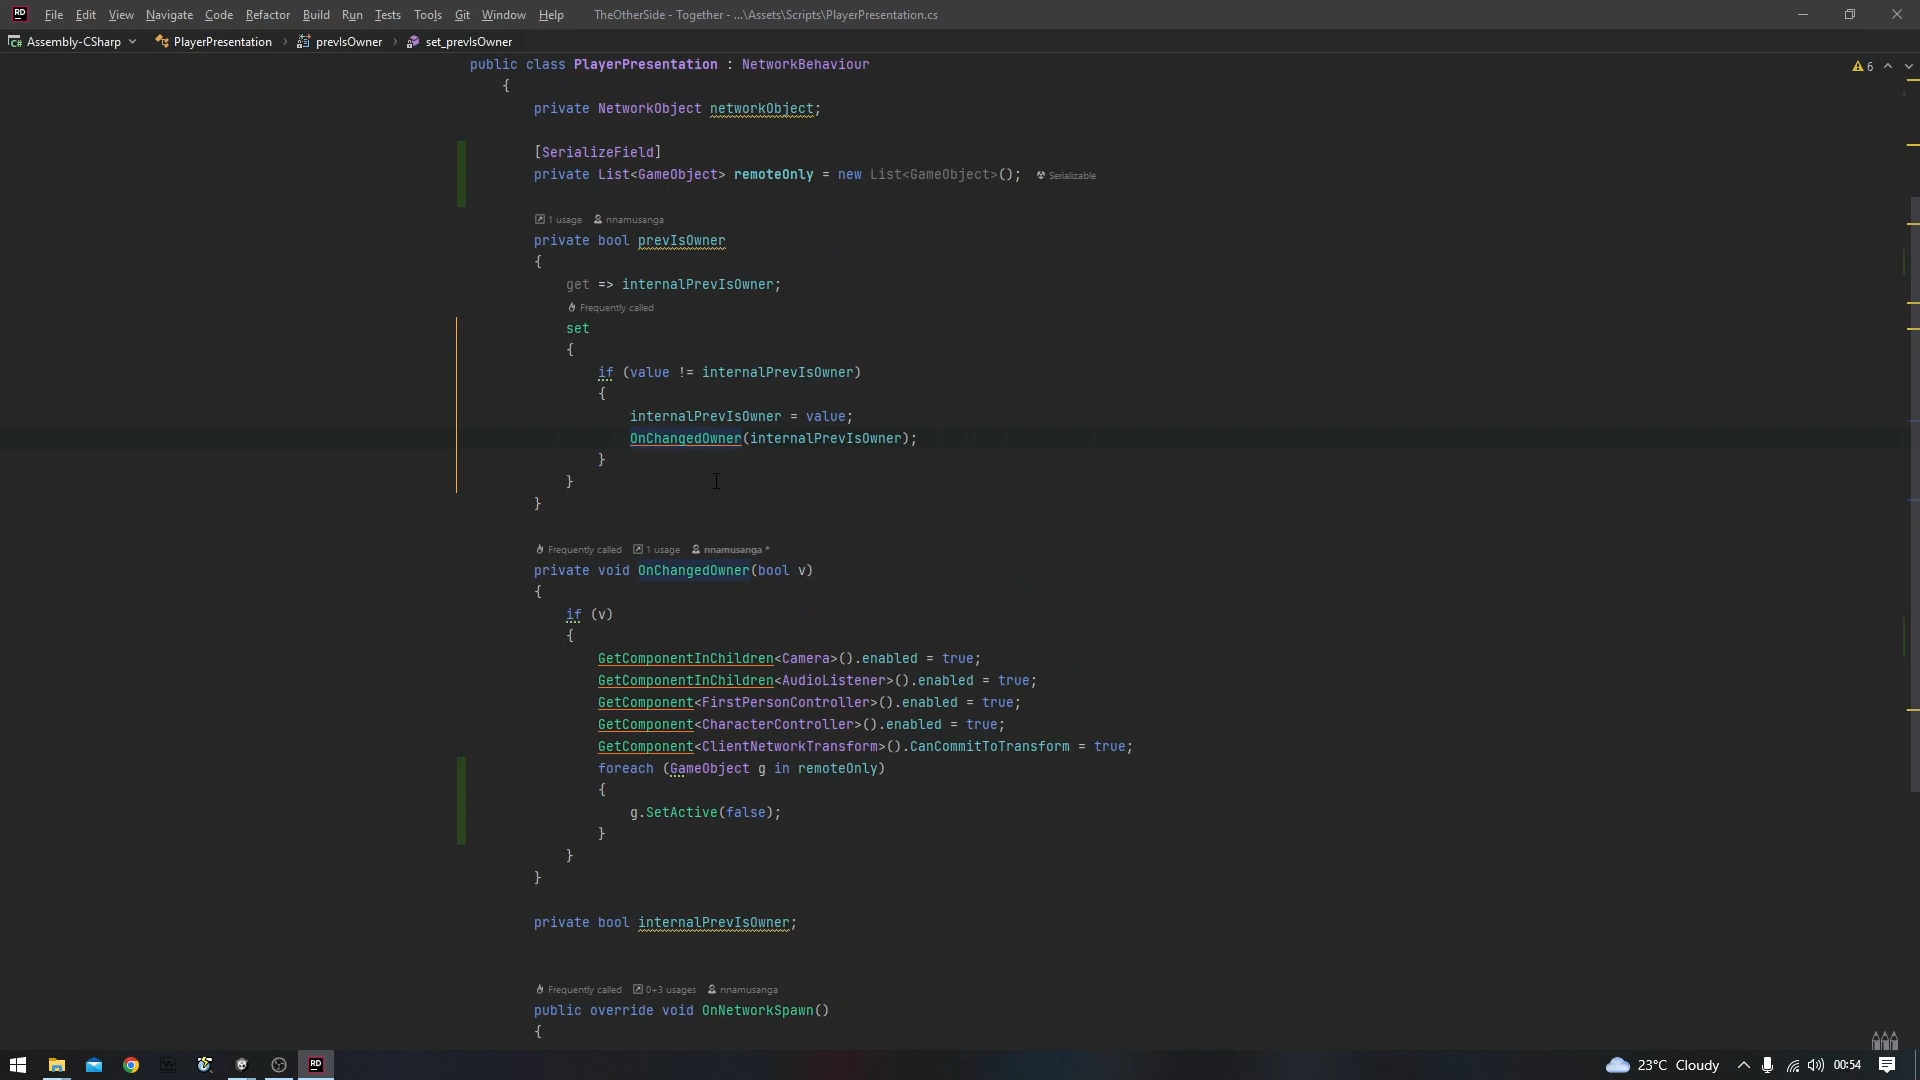 RD File Edit View Navigate Code Refactor Build Run Tests Tools Git Window Help TheOtherSide - Together - ...\Assets\Scripts\PlayerPresentation.cs
C# Assembly-CSharp PlayerPresentation prevIsOwner set_prevIsOwner
public class PlayerPresentation : NetworkBehaviour
6
{
private NetworkObject networkObject;
[SerializeField]
private List<GameObject> remoteOnly = new List<GameObject>(); Serializable
1 usage nnamusanga
private bool prevIsOwner
{
get => internalPrevIsOwner;
Frequently called
set
{
if (value != internalPrevIsOwner)
{
internalPrevIsOwner = value;
OnChangedOwner(internalPrevIsOwner);
}
}
}
Frequently called 1 usage nnamusanga *
private void OnChangedOwner(bool v)
{
if (v)
{
GetComponentInChildren<Camera>().enabled = true;
GetComponentInChildren<AudioListener>().enabled = true;
GetComponent<FirstPersonController>().enabled = true;
GetComponent<CharacterController>().enabled = true;
GetComponent<ClientNetworkTransform>().CanCommitToTransform = true;
foreach (GameObject g in remoteOnly)
{
g.SetActive(false);
}
}
}
private bool internalPrevIsOwner;
Frequently called 0+3 usages nnamusanga
public override void OnNetworkSpawn()
{
RD 23°C Cloudy 00:54